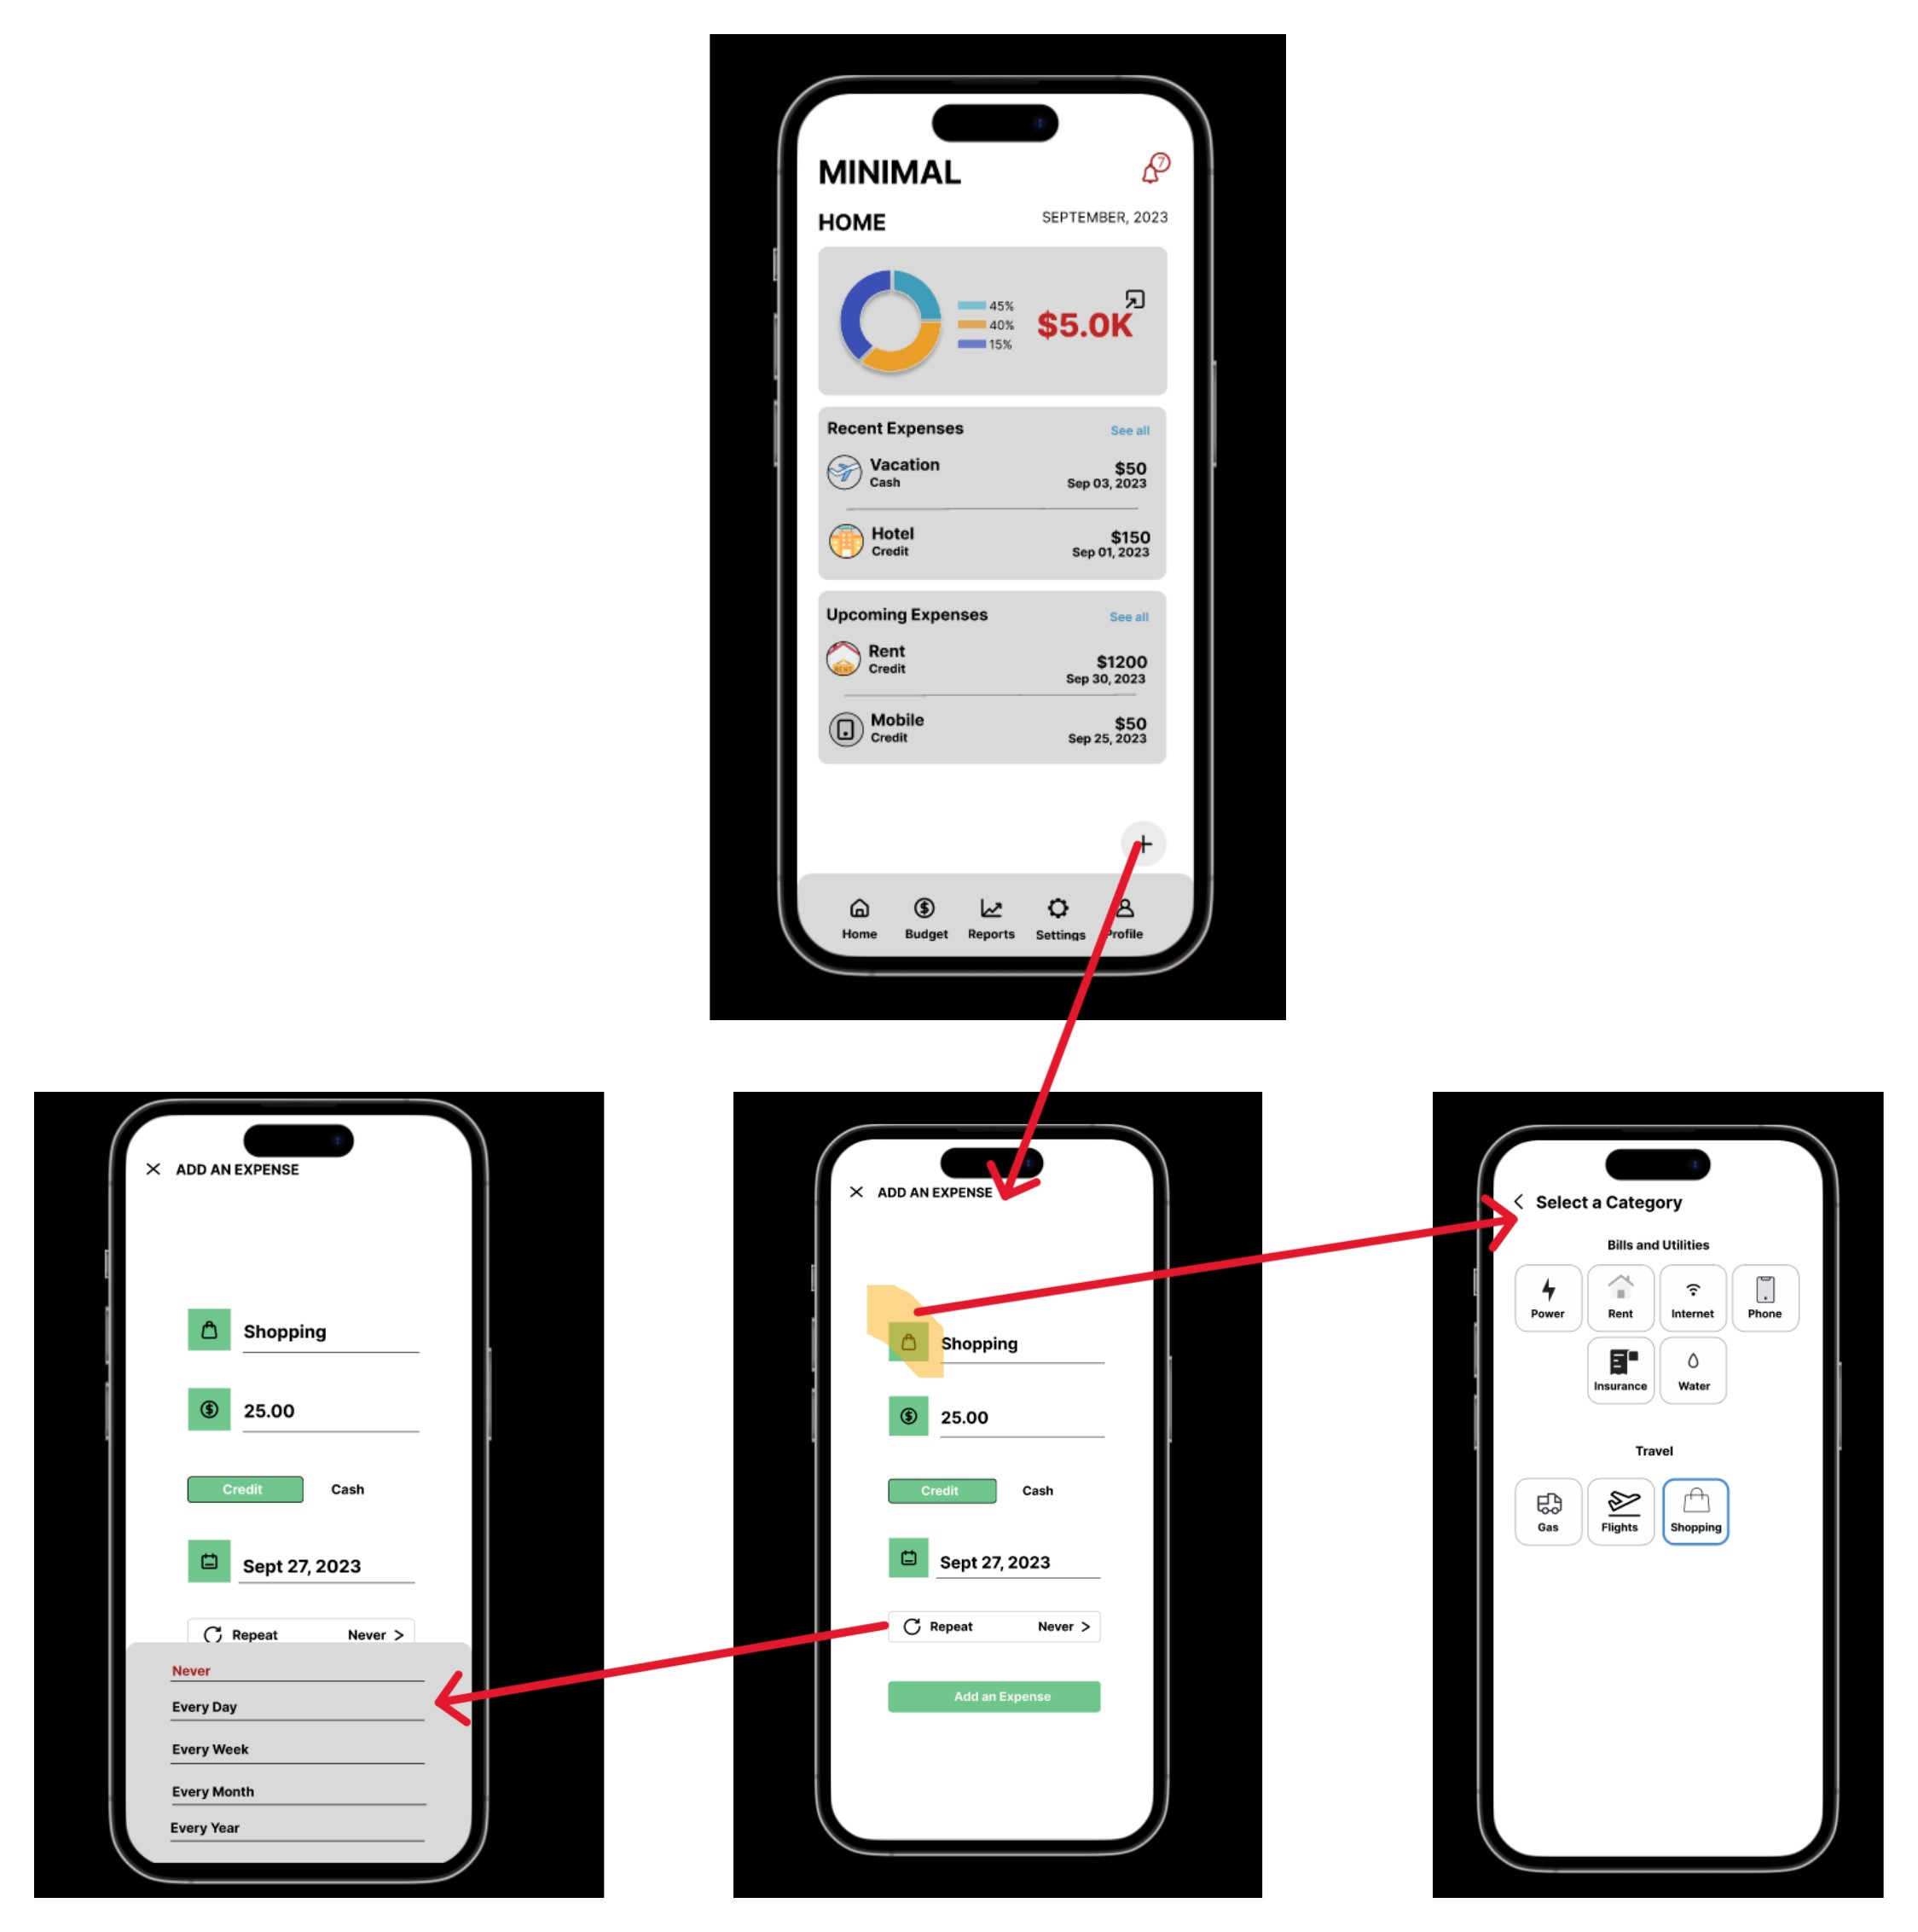 MINIMAL
7
HOME
SEPTEMBER, 2023
45%
40%
15%
$5.0K
Recent Expenses
See all
Vacation
$50
Cash
Sep 03, 2023
Hotel
$150
Credit
Sep 01, 2023
Upcoming Expenses
See all
Rent
$1200
Credit
Sep 30, 2023
Mobile
$50
Credit
Sep 25, 2023
Home
Budget
Reports
Settings
Profile
ADD AN EXPENSE
Shopping
25.00
Credit
Cash
Sept 27, 2023
Repeat
Never >
Never
Every Day
Every Week
Every Month
Every Year
ADD AN EXPENSE
Shopping
25.00
Credit
Cash
Sept 27, 2023
Repeat
Never >
Add an Expense
Select a Category
Bills and Utilities
Power
Rent
Internet
Phone
Insurance
Water
Travel
Gas
Flights
Shopping